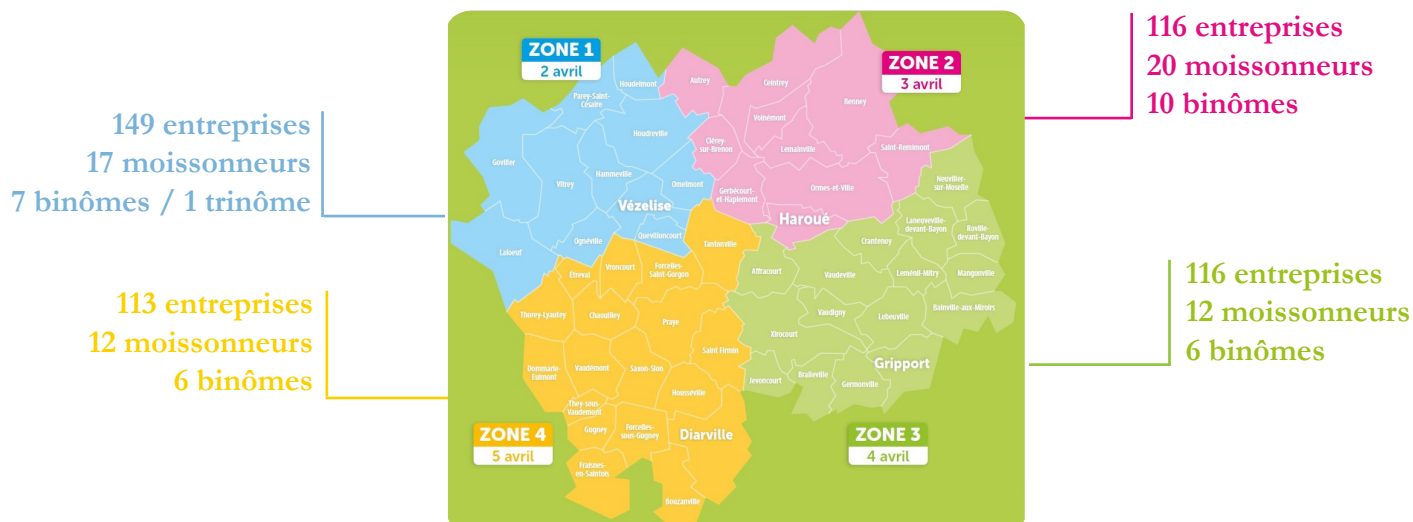 149 entreprises
17 moissonneurs
7 binômes / 1 trinôme
113 entreprises
12 moissonneurs
6 binômes
ZONE 1
2 avril
Houdelmont
Parey-Saint-
Césaire
Houdreville
Goviller
Vitrey
Hammeville
Omelmont
Vézelise
Ognéville
Quevilloncourt
Laloeuf
ZONE 2
3 avril
Autrey
Ceintrey
Benney
Voinémont
Clérey-
sur-Brenon
Lemainville
Saint-Remimont
Gerbécourt-
et-Haplemont
Ormes-et-Ville
Haroué
Neuviller-
sur-Moselle
Laneuveville-
devant-Bayon
Roville-
devant-Bayon
Crantenoy
Affracourt
Vaudeville
Leménil-Mitry
Mangonville
Bainville-aux-Miroirs
Vaudigny
Lebeuville
Xirocourt
Gripport
Jevoncourt
Bralleville
Germonville
ZONE 3
4 avril
Tantonville
Étreval
Vroncourt
Forcelles-
Saint-Gorgon
Thorey-Lyautey
Chaouilley
Praye
Saint Firmin
Dommarie-
Eulmont
Vaudémont
Saxon-Sion
Housséville
They-sous-
Vaudemont
Gugney
Forcelles-
sous-Gugney
Diarville
Fraisnes-
en-Saintois
Bouzanville
ZONE 4
5 avril
116 entreprises
20 moissonneurs
10 binômes
116 entreprises
12 moissonneurs
6 binômes